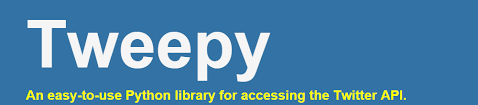 Tweepy
An easy-to-use Python library for accessing the Twitter API.